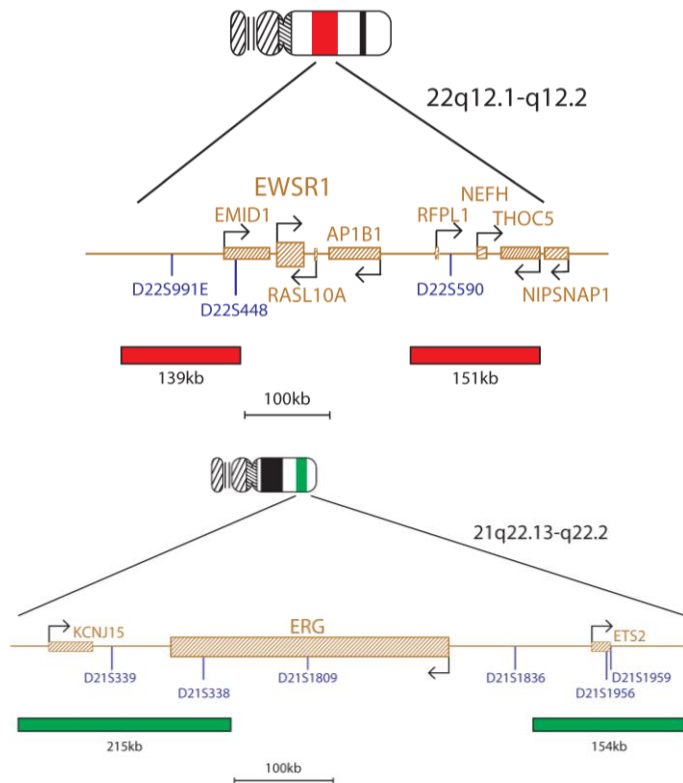 22q12.1-q12.2
EWSR1
NEFH
EMID1
RFPL1
THOC5
AP1B1
D22S991E
RASL10A
D22S590
NIPSNAP1
D22S448
139kb
151kb
100kb
21q22.13-q22.2
KCNJ15
ERG
ETS2
D21S339
D21S338
D21S1809
D21S1836
D21S1959
D21S1956
215kb
154kb
100kb